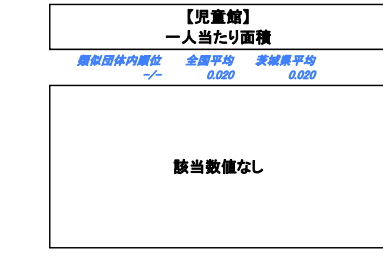 【児童館】
一人当たり面積
類似団体内順位 全国平均 茨城県平均
-/- 0.020 0.020
該当数値なし